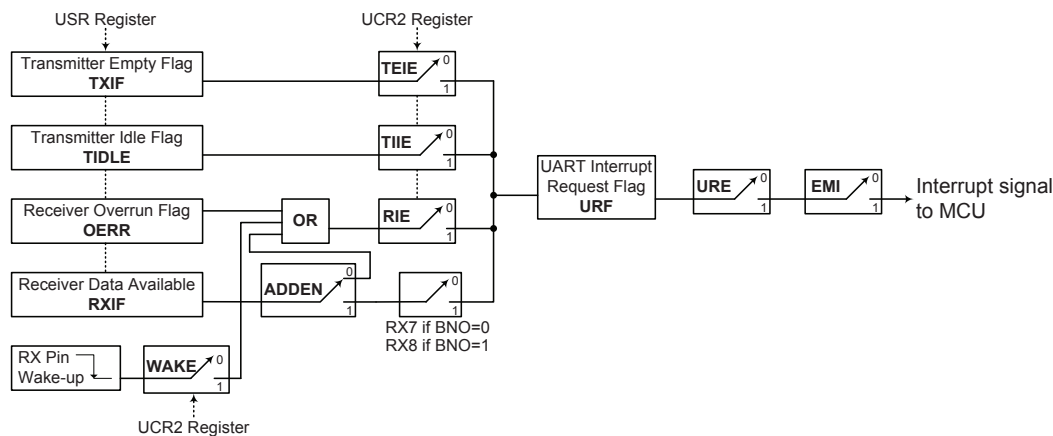 USR Register
UCR2 Register
Transmitter Empty Flag
TXIF
TEIE
0
1
Transmitter Idle Flag
TIDLE
TIIE
0
1
UART Interrupt
Request Flag
URF
URE
0
1
EMI
0
1
Interrupt signal
to MCU
Receiver Overrun Flag
OERR
OR
RIE
0
1
Receiver Data Available
RXIF
ADDEN
0
1
0
1
RX7 if BNO=0
RX8 if BNO=1
RX Pin
Wake-up
WAKE
0
1
UCR2 Register